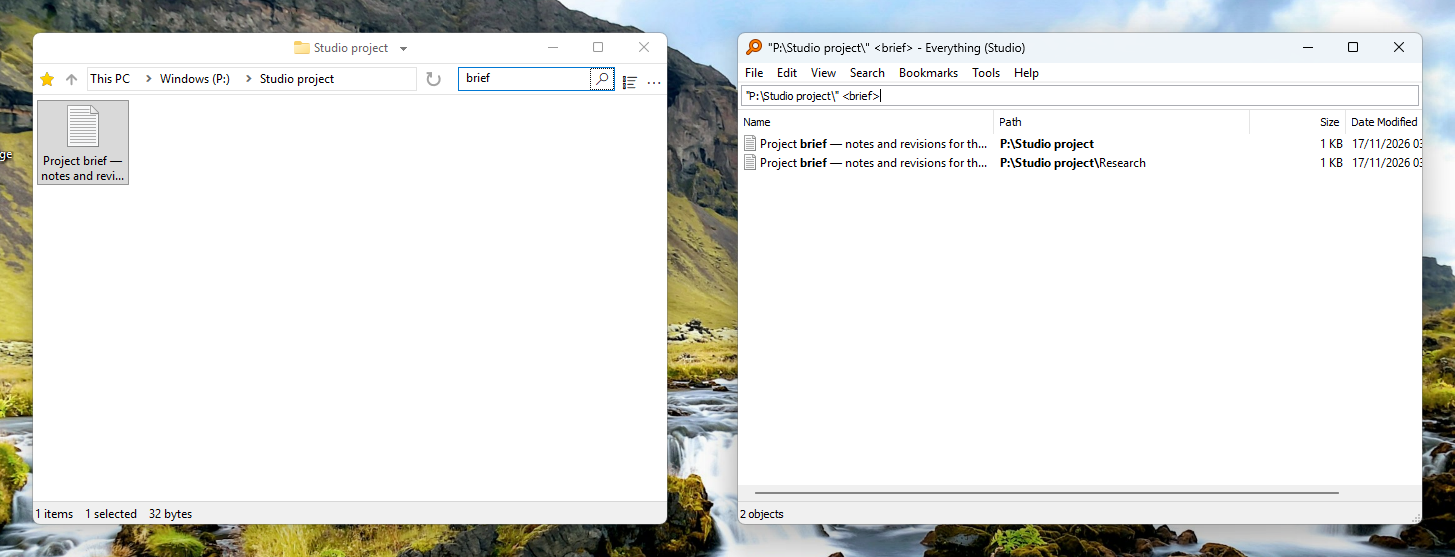 ge
Studio project
This PC Windows (P:) Studio project
brief
Project brief —
notes and revi...
1 items 1 selected 32 bytes
"P:\Studio project\" <brief> - Everything (Studio)
File Edit View Search Bookmarks Tools Help
"P:\Studio project\" <brief>
Name Path Size Date Modified
Project brief — notes and revisions for th... P:\Studio project 1 KB 17/11/2026 03
Project brief — notes and revisions for th... P:\Studio project\Research 1 KB 17/11/2026 03
2 objects